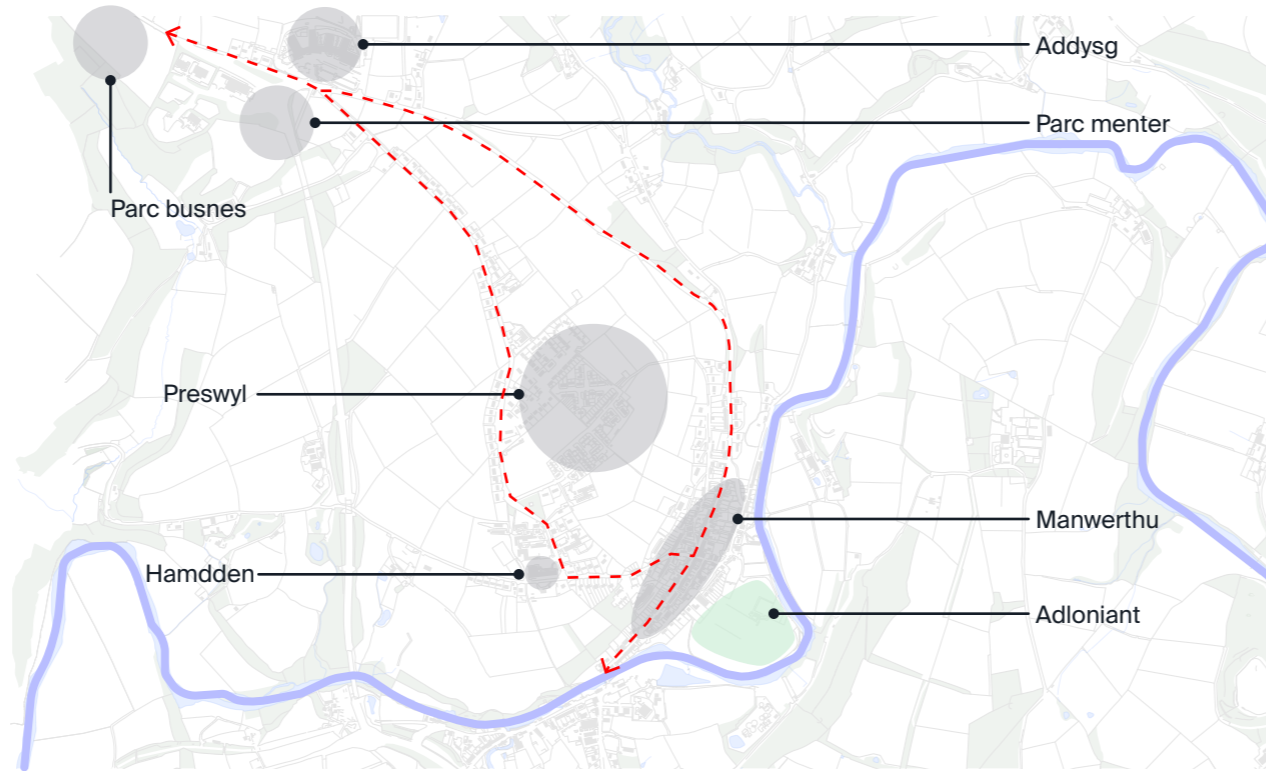 Addysg
Parc menter
Parc busnes
Preswyl
Manwerthu
Hamdden
Adloniant